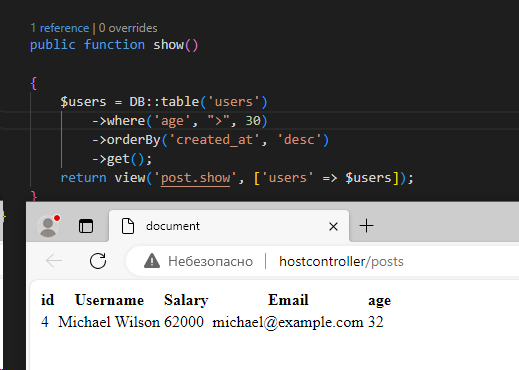 1 reference | 0 overrides
public function show()
{
$users = DB::table('users')
->where('age', ">", 30)
->orderBy('created_at', 'desc')
->get();
return view('post.show', ['users' => $users]);
}
document
Небезопасно | hostcontroller/posts
id Username Salary Email age
4 Michael Wilson 62000 michael@example.com 32